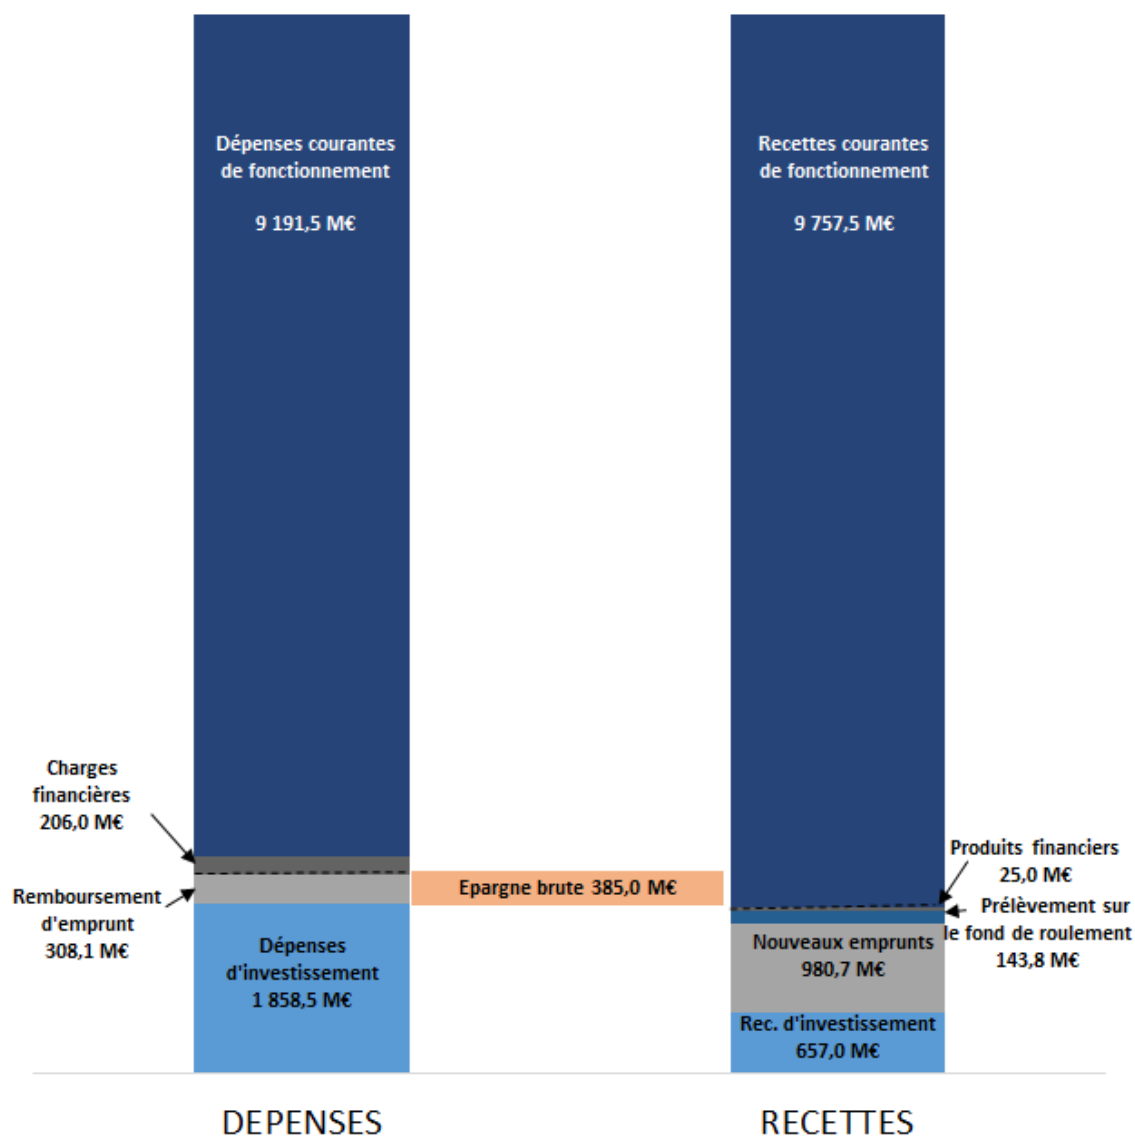 Dépenses courantes
de fonctionnement
9 191,5 M€
Recettes courantes
de fonctionnement
9 757,5 M€
Charges
financières
206,0 M€
Remboursement
d'emprunt
308,1 M€
Dépenses
d'investissement
1 858,5 M€
Epargne brute 385,0 M€
Produits financiers
25,0 M€
Prélèvement sur
le fond de roulement
143,8 M€
Nouveaux emprunts
980,7 M€
Rec. d'investissement
657,0 M€
DEPENSES
RECETTES